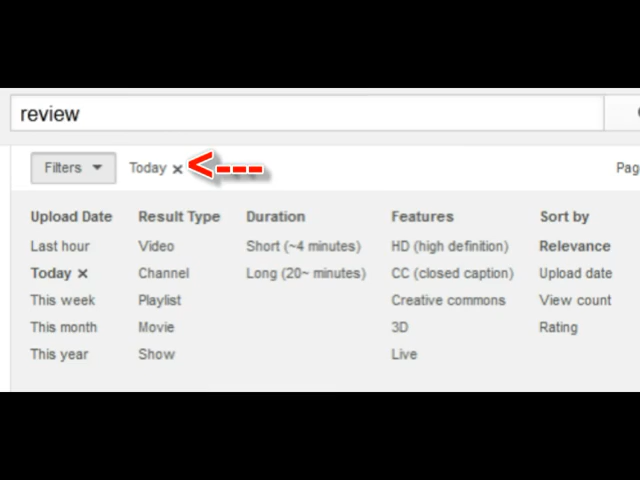 review
Filters Today ×
Pag
Upload Date Result Type Duration Features Sort by
Last hour Video Short (~4 minutes) HD (high definition) Relevance
Today × Channel Long (20~ minutes) CC (closed caption) Upload date
This week Playlist Creative commons View count
This month Movie 3D Rating
This year Show Live